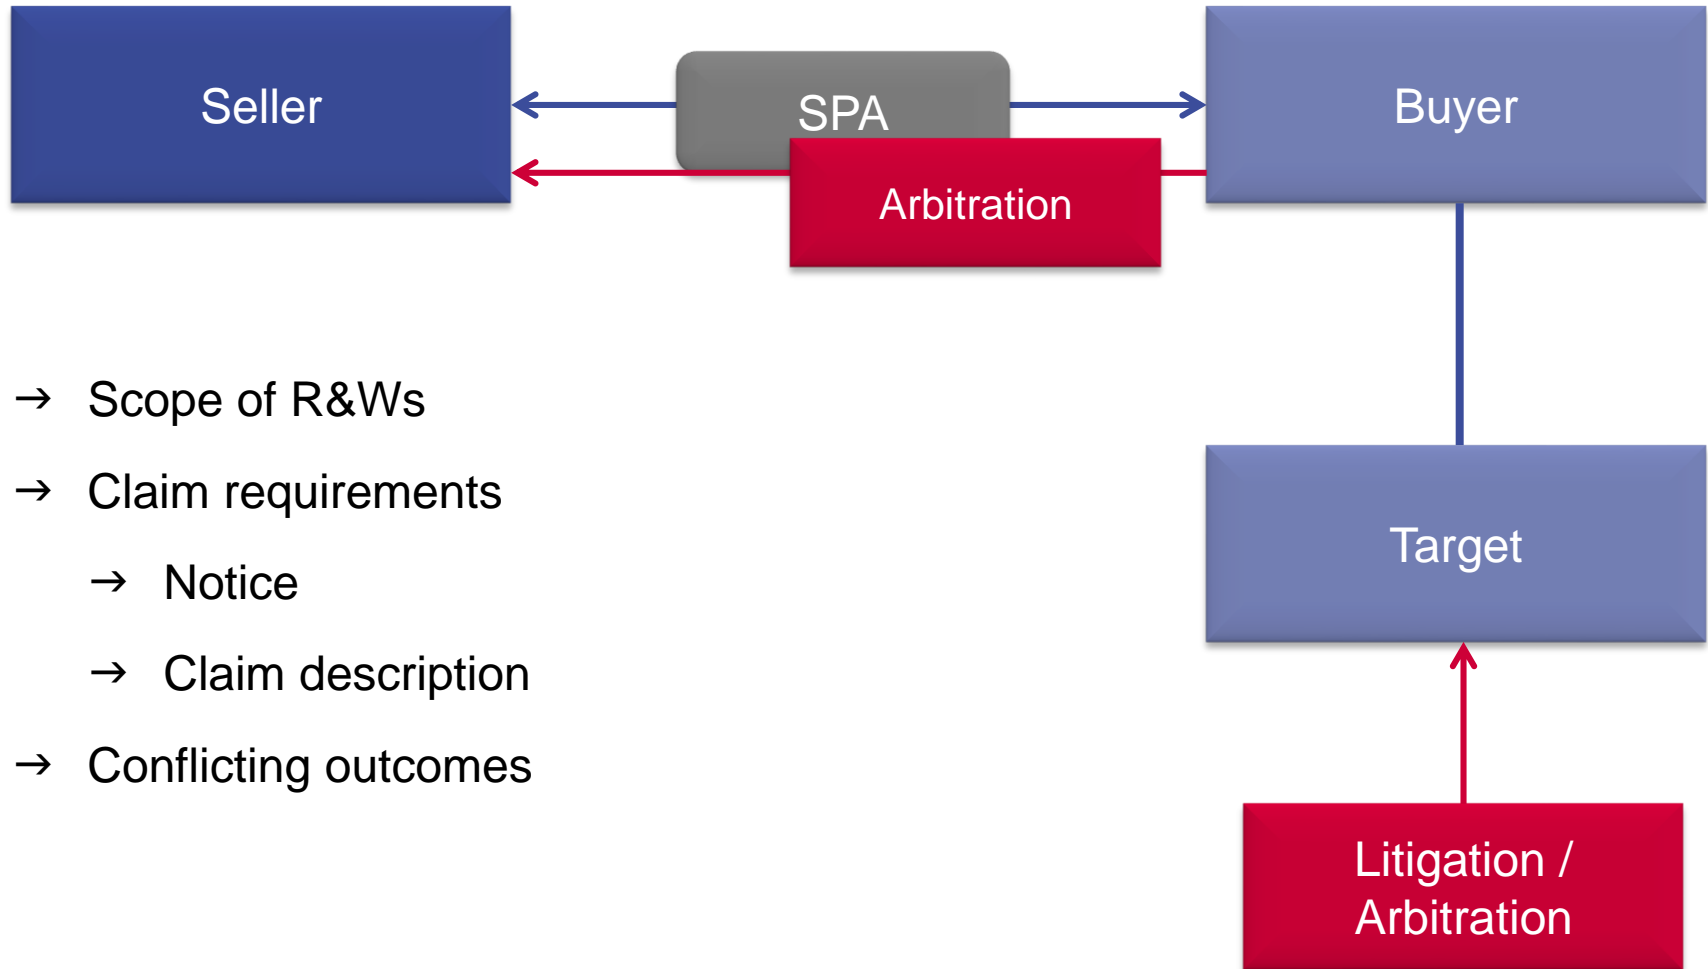 Seller
SPA
Buyer
Arbitration
→ Scope of R&Ws
→ Claim requirements
→ Notice
→ Claim description
→ Conflicting outcomes
Target
Litigation /
Arbitration